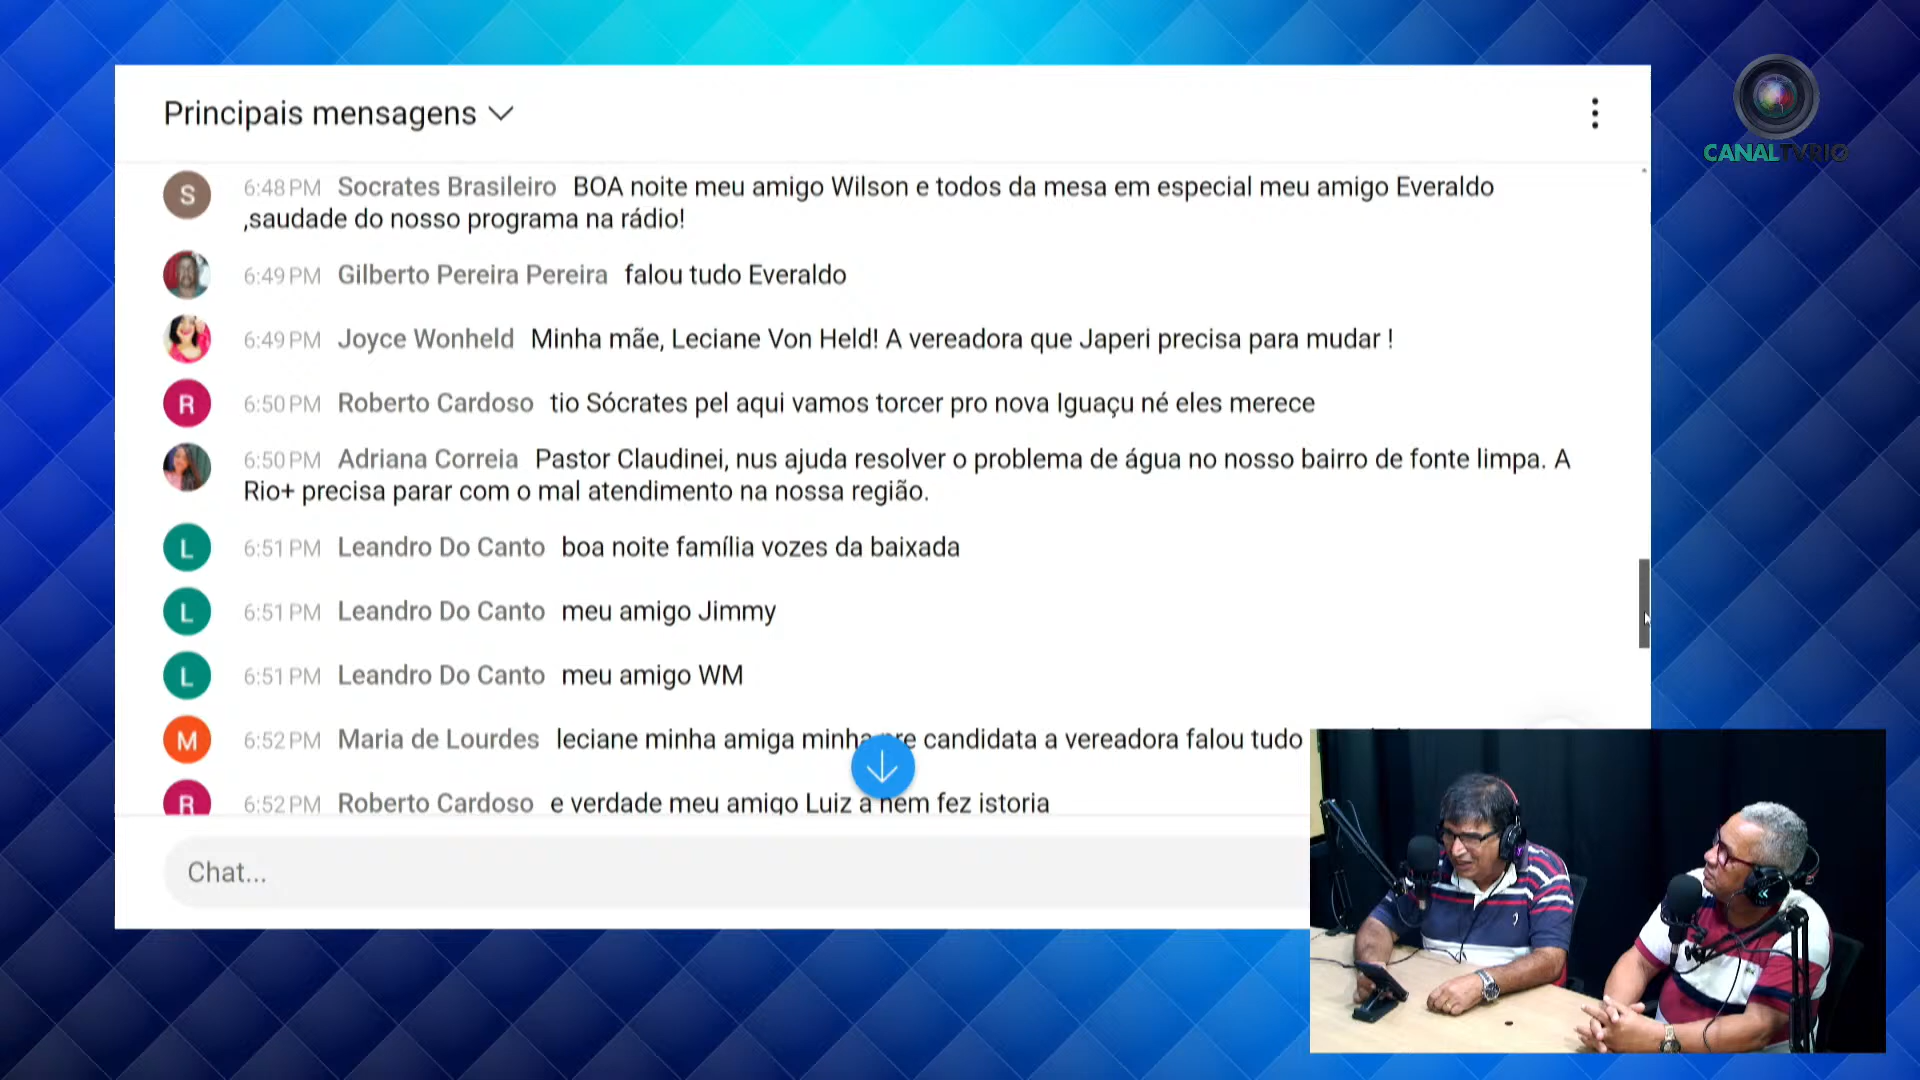 Principais mensagens
CANALTVRIO
S 6:48 PM Socrates Brasileiro BOA noite meu amigo Wilson e todos da mesa em especial meu amigo Everaldo
,saudade do nosso programa na rádio!
6:49 PM Gilberto Pereira Pereira falou tudo Everaldo
6:49 PM Joyce Wonheld Minha mãe, Leciane Von Held! A vereadora que Japeri precisa para mudar !
R 6:50 PM Roberto Cardoso tio Sócrates pel aqui vamos torcer pro nova Iguaçu né eles merece
6:50 PM Adriana Correia Pastor Claudinei, nus ajuda resolver o problema de água no nosso bairro de fonte limpa. A
Rio+ precisa parar com o mal atendimento na nossa região.
L 6:51 PM Leandro Do Canto boa noite família vozes da baixada
L 6:51 PM Leandro Do Canto meu amigo Jimmy
L 6:51 PM Leandro Do Canto meu amigo WM
M 6:52 PM Maria de Lourdes leciane minha amiga minha candidata a vereadora falou tudo
R 6:52 PM Roberto Cardoso e verdade meu amigo Luiz a nem fez istoria
Chat...